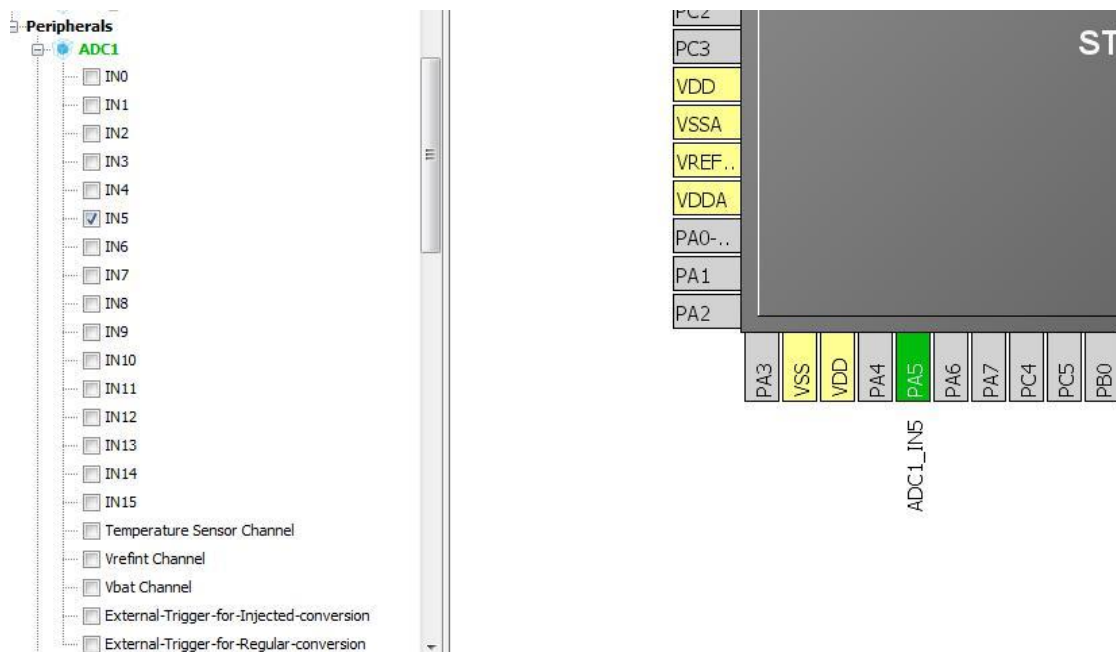 Peripherals
ADC1
IN0
IN1
IN2
IN3
IN4
IN5
IN6
IN7
IN8
IN9
IN10
IN11
IN12
IN13
IN14
IN15
Temperature Sensor Channel
Vrefint Channel
Vbat Channel
External-Trigger-for-Injected-conversion
External-Trigger-for-Regular-conversion
PC2
PC3
VDD
VSSA
VREF..
VDDA
PA0-..
PA1
PA2
ST
PA3
VSS
VDD
PA4
PA5
PA6
PA7
PC4
PC5
PB0
ADC1_IN5